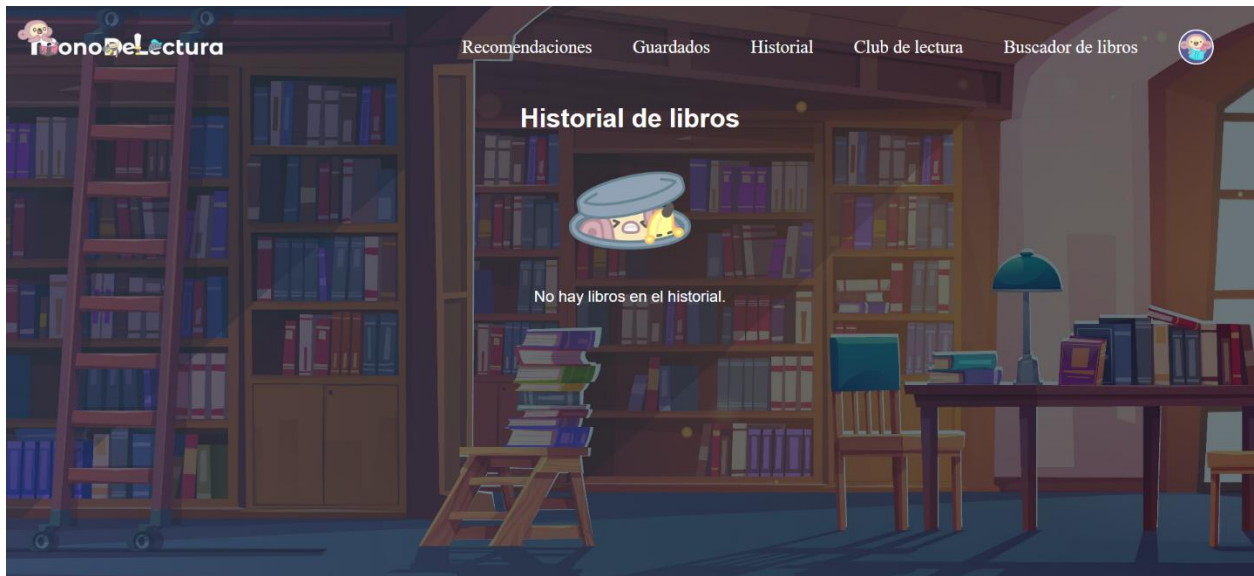 MonoDeLectura
Recomendaciones Guardados Historial Club de lectura Buscador de libros
Historial de libros
No hay libros en el historial.